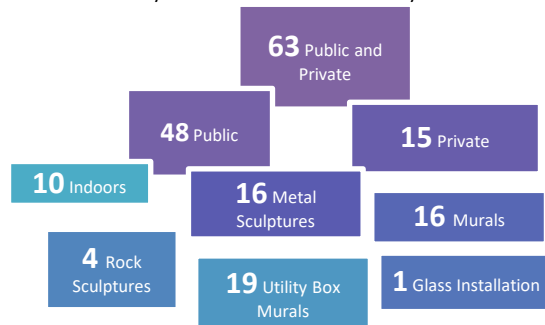 63 Public and
Private
48 Public
15 Private
10 Indoors
16 Metal
Sculptures
16 Murals
4 Rock
Sculptures
19 Utility Box
Murals
1 Glass Installation